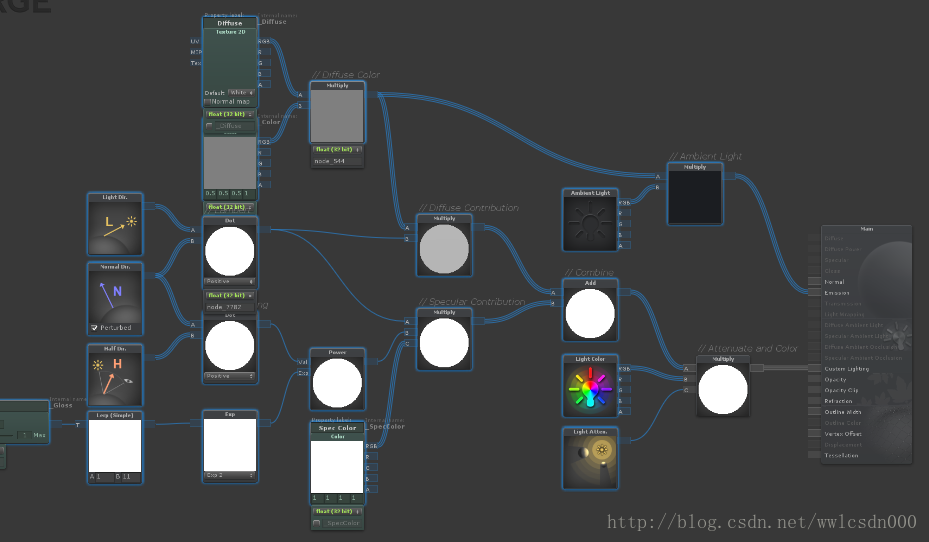 RGE
Diffuse
_Diffuse
Texture 2D
UV
MIP
Tex
RGB
R
G
B
A
Default White
Normal map
float (32 bit)
_Diffuse
Color
RGB
R
G
B
A
0.5 0.5 0.5 1
float (32 bit)
// Diffuse Color
Multiply
A
B
float (32 bit)
node_544
Light Dir.
L
Normal Dir.
N
Perturbed
Half Dir.
H
Dot
A
B
Positive
float (32 bit)
node_7782
Dot
A
B
Positive
_Gloss
Max
T
Lerp (Single)
A 1 B 11
Exp
Exp 2
Val
Exp
Power
Spec Color
_SpecColor
Color
RGB
R
G
B
A
1 1 1 1
float (32 bit)
_SpecColor
// Diffuse Contribution
Multiply
A
B
// Specular Contribution
Multiply
A
B
C
Ambient Light
RGB
R
G
B
A
// Ambient Light
Multiply
A
B
// Combine
Add
A
B
Light Color
RGB
R
G
B
A
Light Atten.
// Attenuate and Color
Multiply
A
B
C
Main
Diffuse
Diffuse Power
Specular
Gloss
Normal
Emission
Transmission
Light Wrapping
Diffuse Ambient Light
Specular Ambient Light
Diffuse Ambient Occlusion
Specular Ambient Occlusion
Custom Lighting
Opacity
Opacity Clip
Refraction
Outline Width
Outline Color
Vertex Offset
Displacement
Tessellation
http://blog.csdn.net/wwlcsdn000